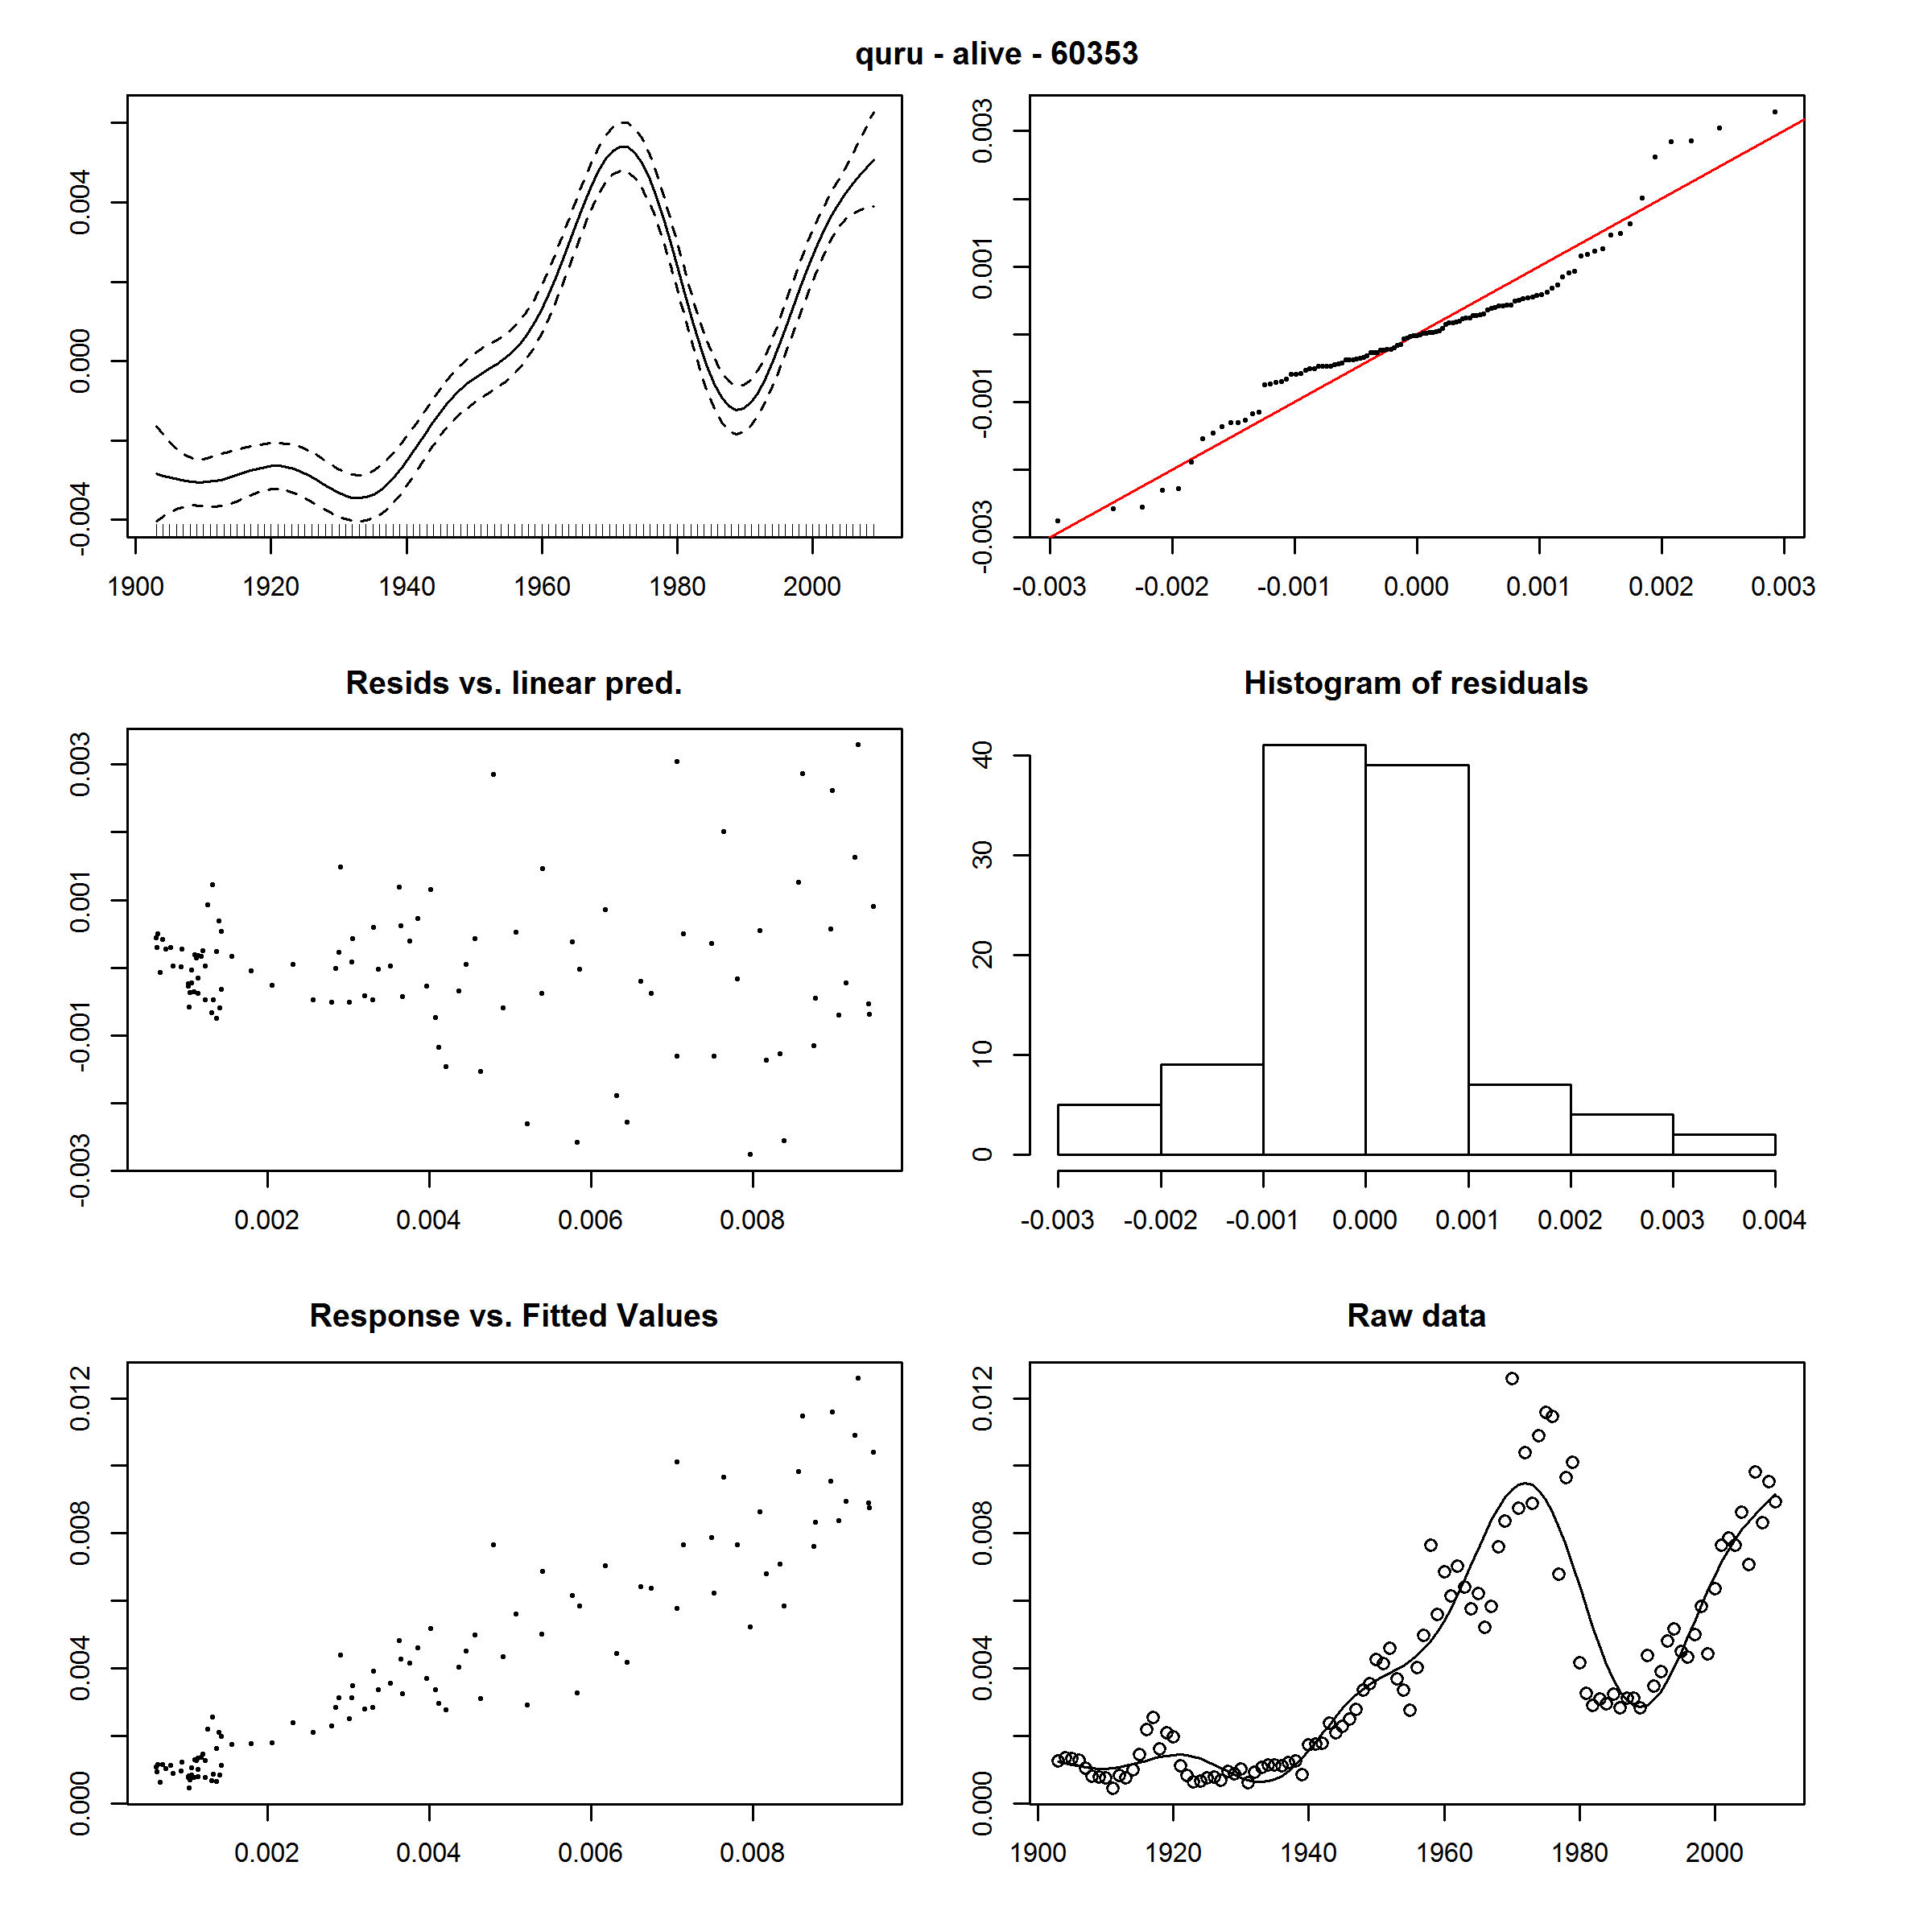 quru - alive - 60353
0.004
0.000
-0.004
1900 1920 1940 1960 1980 2000
0.003
0.001
-0.001
-0.003
-0.003 -0.002 -0.001 0.000 0.001 0.002 0.003
Resids vs. linear pred.
0.003
0.001
-0.001
-0.003
0.002 0.004 0.006 0.008
Histogram of residuals
40
30
20
10
0
-0.003 -0.002 -0.001 0.000 0.001 0.002 0.003 0.004
Response vs. Fitted Values
0.012
0.008
0.004
0.000
0.002 0.004 0.006 0.008
Raw data
0.012
0.008
0.004
0.000
1900 1920 1940 1960 1980 2000